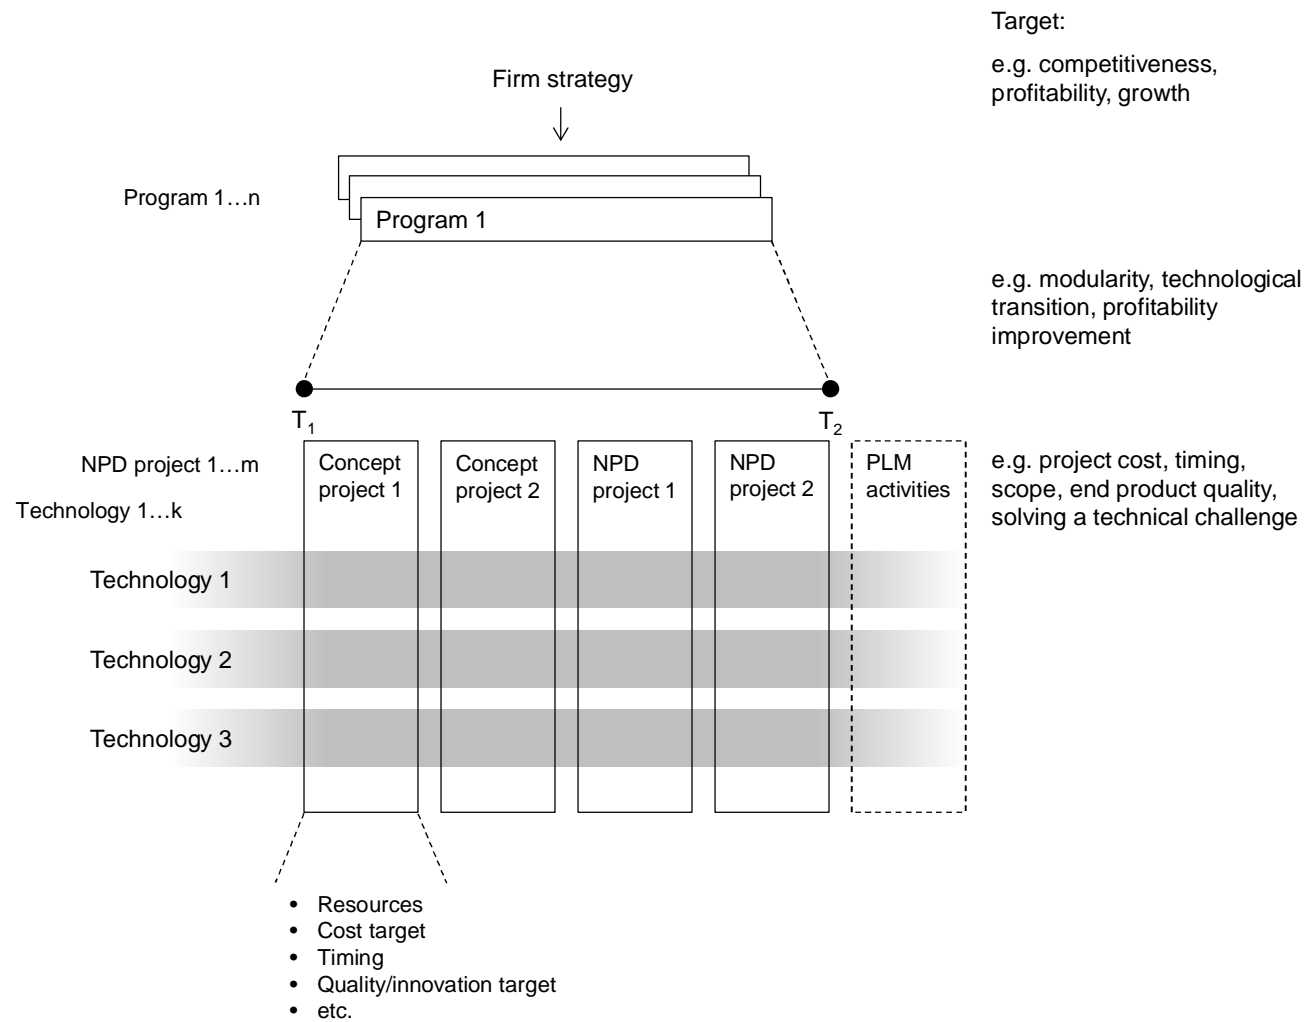 Target:
e.g. competitiveness,
profitability, growth
Firm strategy
Program 1…n
Program 1
e.g. modularity, technological
transition, profitability
improvement
T1
T2
NPD project 1…m
Technology 1…k
Concept
project 1
Concept
project 2
NPD
project 1
NPD
project 2
PLM
activities
e.g. project cost, timing,
scope, end product quality,
solving a technical challenge
Technology 1
Technology 2
Technology 3
• Resources
• Cost target
• Timing
• Quality/innovation target
• etc.